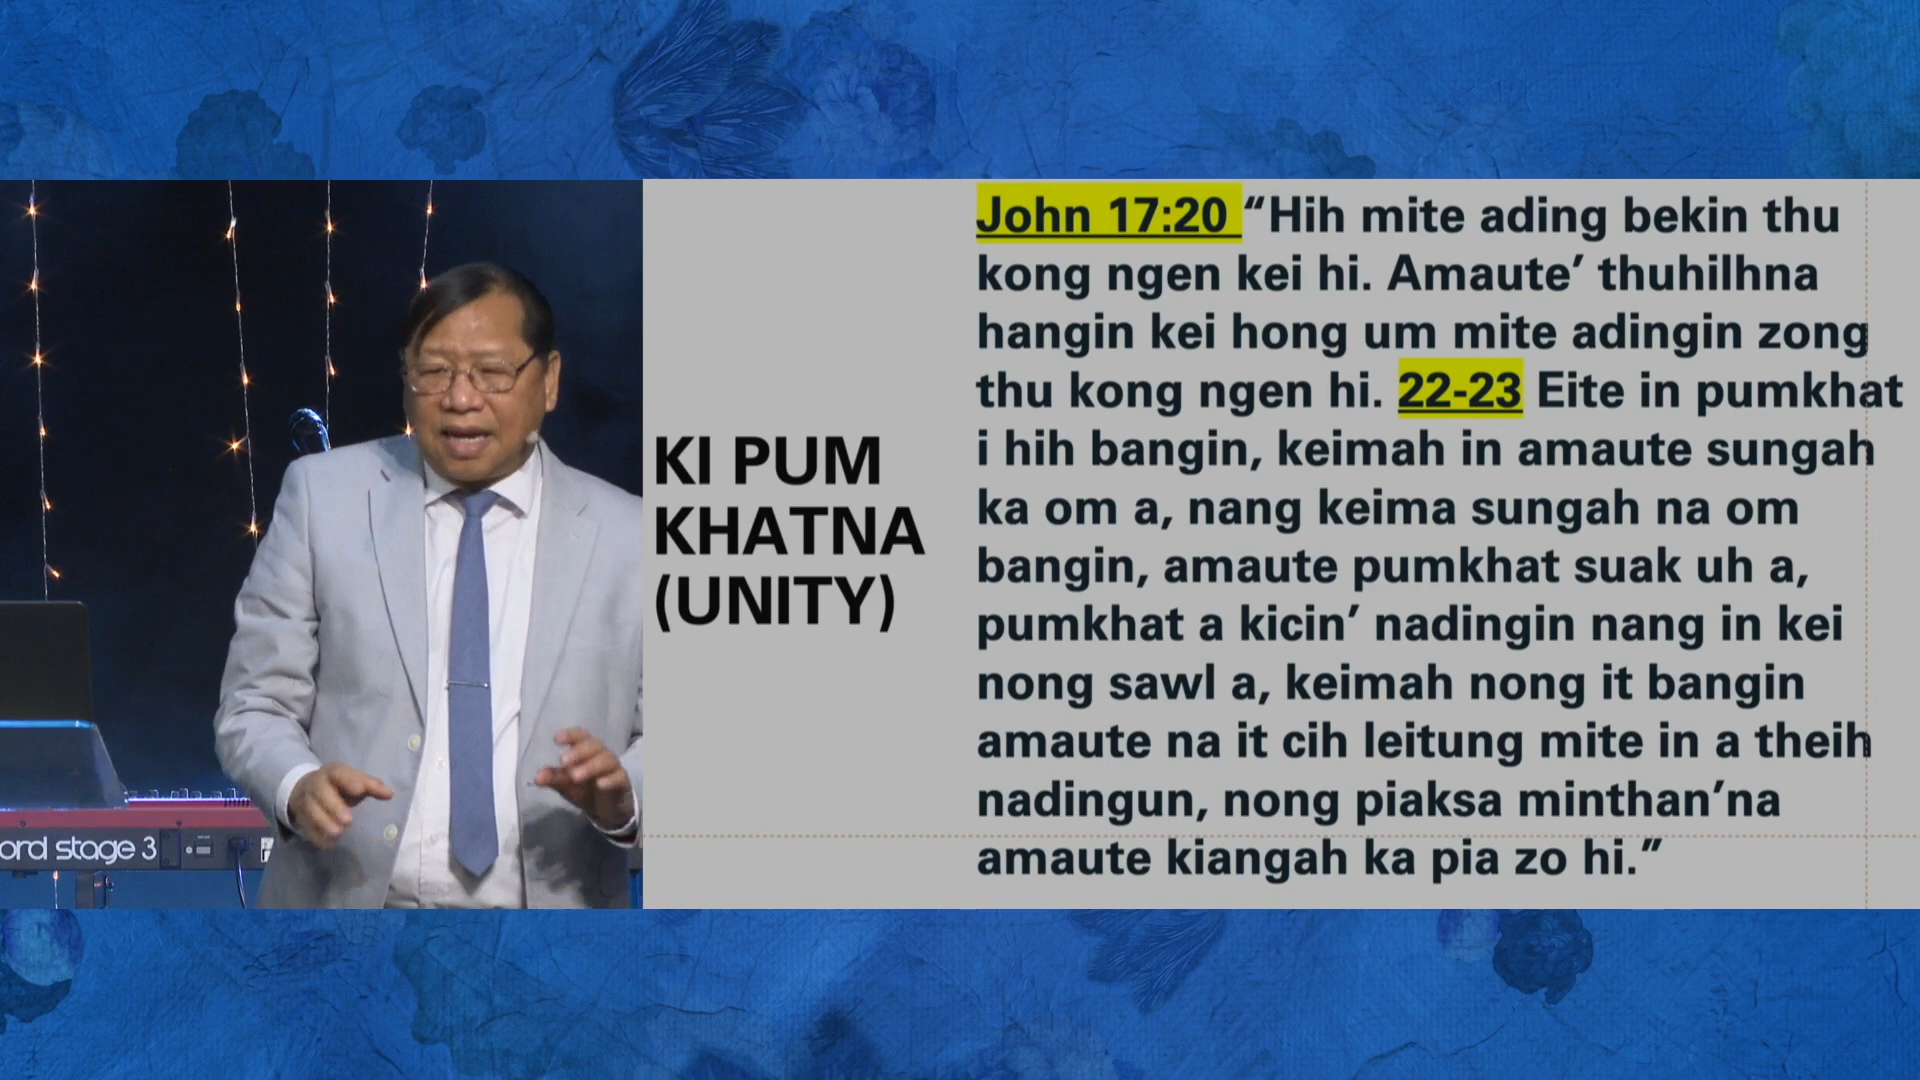 KI PUM
KHATNA
(UNITY)
John 17:20 “Hih mite ading bekin thu
kong ngen kei hi. Amaute’ thuhilhna
hangin kei hong um mite adingin zong
thu kong ngen hi. 22-23 Eite in pumkhat
i hih bangin, keimah in amaute sungah
ka om a, nang keima sungah na om
bangin, amaute pumkhat suak uh a,
pumkhat a kicin’ nadingin nang in kei
nong sawl a, keimah nong it bangin
amaute na it cih leitung mite in a theih
nadingun, nong piaksa minthan’na
amaute kiangah ka pia zo hi.”
ord stage 3